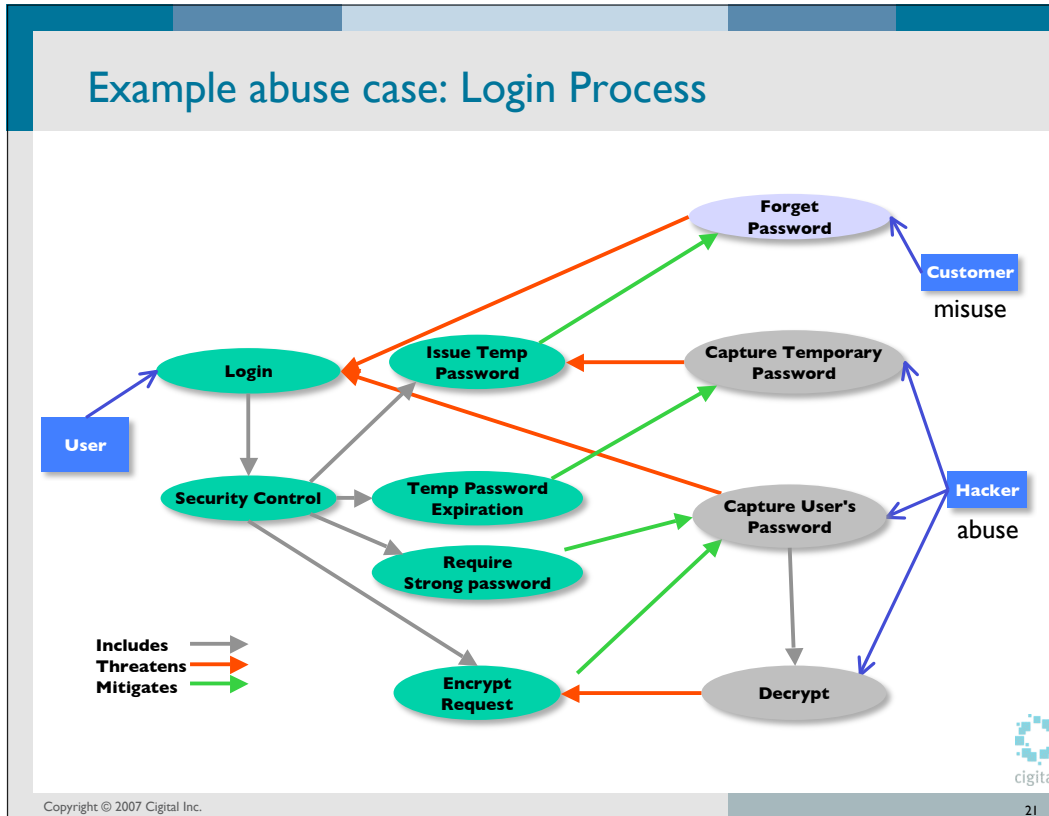 Example abuse case: Login Process
Forget
Password
Customer
misuse
Issue Temp
Password
Capture Temporary
Password
Login
User
Security Control
Temp Password
Expiration
Capture User's
Password
Hacker
abuse
Require
Strong password
Includes
Threatens
Mitigates
Encrypt
Request
Decrypt
Copyright © 2007 Cigital Inc.
21